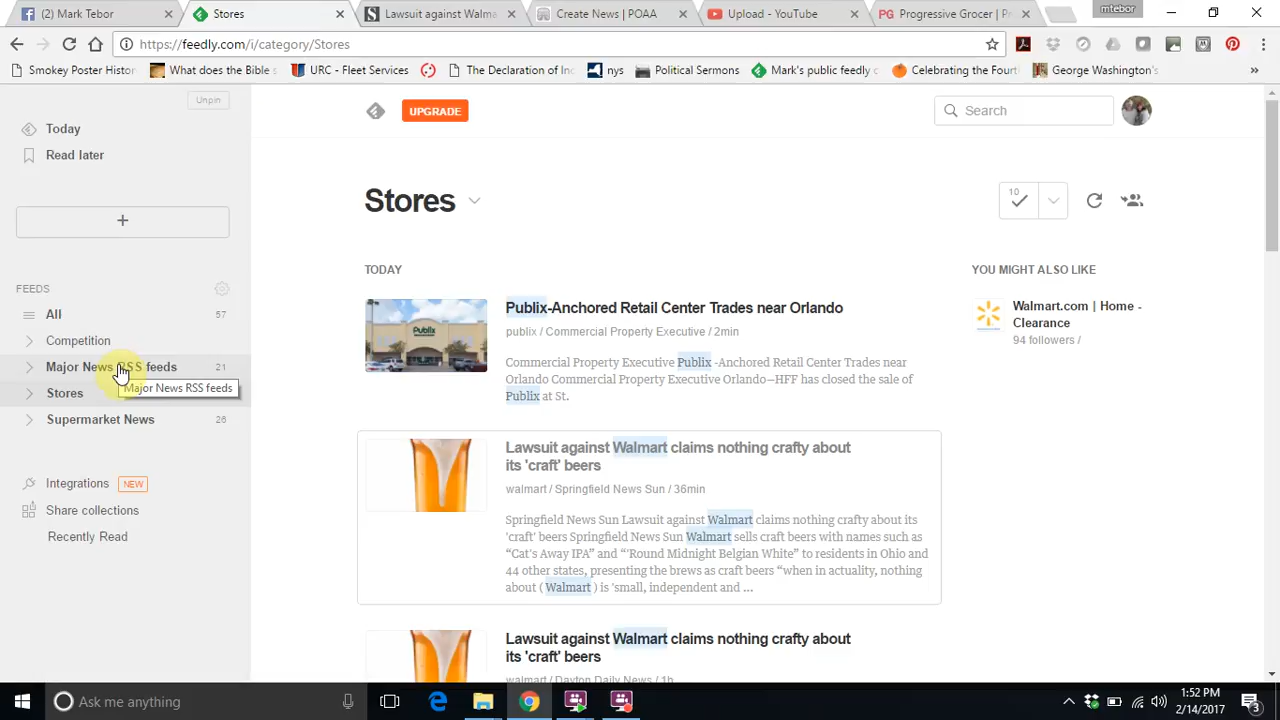 (2) Mark Tebor
Stores
Lawsuit against Walma
Create News | POAA
Upload - YouTube
Progressive Grocer | Pr
mtebor
https://feedly.com/i/category/Stores
Smokey Poster Histor
What does the Bible s
URC - Fleet Services
The Declaration of In
nys
Political Sermons
Mark's public feedly c
Celebrating the Fourt
George Washington's
»
Unpin
Today
Read later
+
FEEDS
All 57
Competition
Major News RSS feeds 21
Major News RSS feeds
Stores
Supermarket News 26
Integrations NEW
Share collections
Recently Read
UPGRADE
Search
Stores
10
TODAY
Publix-Anchored Retail Center Trades near Orlando
publix / Commercial Property Executive / 2min
Commercial Property Executive Publix -Anchored Retail Center Trades near
Orlando Commercial Property Executive Orlando—HFF has closed the sale of
Publix at St.
Lawsuit against Walmart claims nothing crafty about
its 'craft' beers
walmart / Springfield News Sun / 36min
Springfield News Sun Lawsuit against Walmart claims nothing crafty about its
'craft' beers Springfield News Sun Walmart sells craft beers with names such as
“Cat's Away IPA” and “‘Round Midnight Belgian White” to residents in Ohio and
44 other states, presenting the brews as craft beers “when in actuality, nothing
about ( Walmart ) is 'small, independent and ...
Lawsuit against Walmart claims nothing crafty about
its 'craft' beers
walmart / Dayton Daily News / 1h
YOU MIGHT ALSO LIKE
Walmart.com | Home -
Clearance
94 followers /
Publix
Ask me anything
1:52 PM
2/14/2017
3